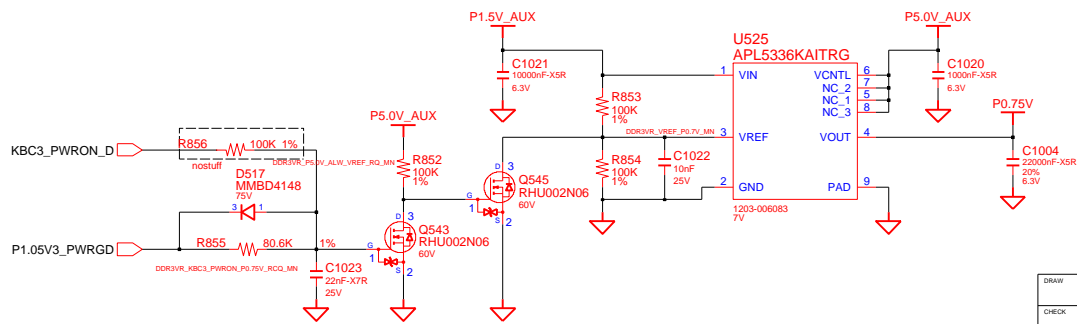 P1.5V_AUX
P5.0V_AUX
U525
APL5336KAITRG
C1021
10000nF-X5R
6.3V
1 VIN
VCNTL 6
NC_2 7
NC_1 5
NC_3 8
C1020
1000nF-X5R
6.3V
R853
100K
1%
P0.75V
P5.0V_AUX
DDR3VR_VREF_P0.7V_MN
3 VREF
VOUT 4
KBC3_PWRON_D
R856 100K 1%
nostuff
DDR3VR_P5.0V_ALW_VREF_RQ_MN
R852
100K
1%
D 3
Q545
RHU002N06
60V
G 1
S 2
R854
100K
1%
C1022
10nF
25V
C1004
22000nF-X5R
20%
6.3V
D517
MMBD4148
75V
3 1
2 GND
PAD 9
1203-006083
7V
P1.05V3_PWRGD
R855 80.6K 1%
DDR3VR_KBC3_PWRON_P0.75V_RCQ_MN
D 3
Q543
RHU002N06
60V
G 1
S 2
C1023
22nF-X7R
25V
DRAW
CHECK